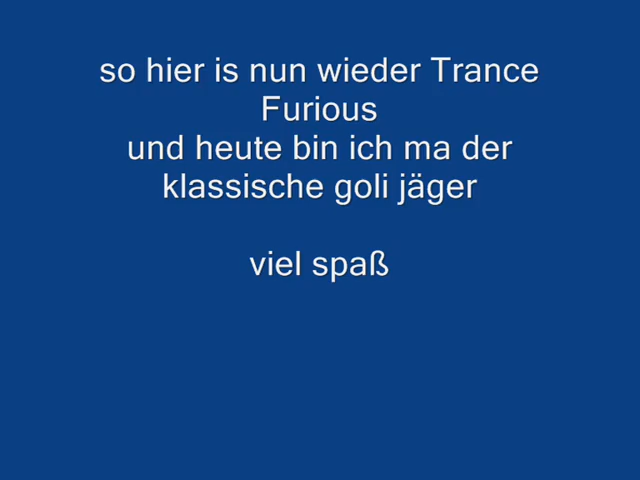 so hier is nun wieder Trance
Furious
und heute bin ich ma der
klassische goli jäger
viel spaß